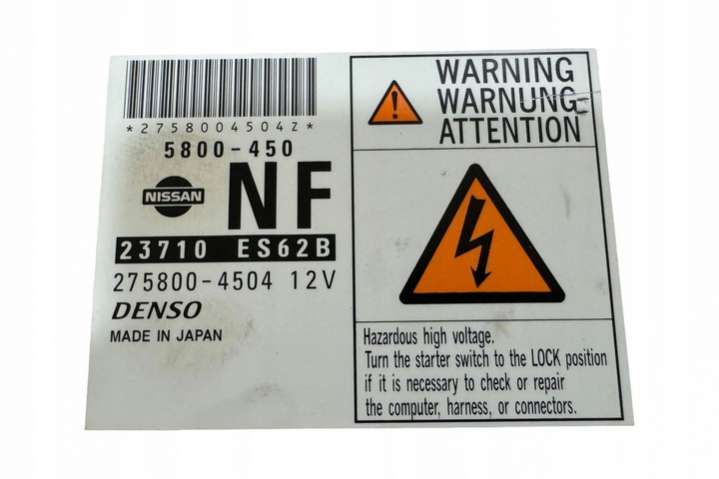 *2758004504Z*
5800-450
NISSAN
NF
23710 ES62B
275800-4504 12V
DENSO
MADE IN JAPAN
WARNING
WARNUNG
ATTENTION
Hazardous high voltage.
Turn the starter switch to the LOCK position
if it is necessary to check or repair
the computer, harness, or connectors.